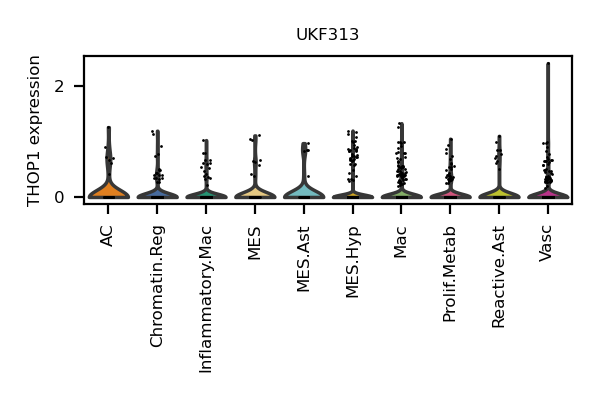 UKF313
THOP1 expression
2
0
AC
Chromatin.Reg
Inflammatory.Mac
MES
MES.Ast
MES.Hyp
Mac
Prolif.Metab
Reactive.Ast
Vasc